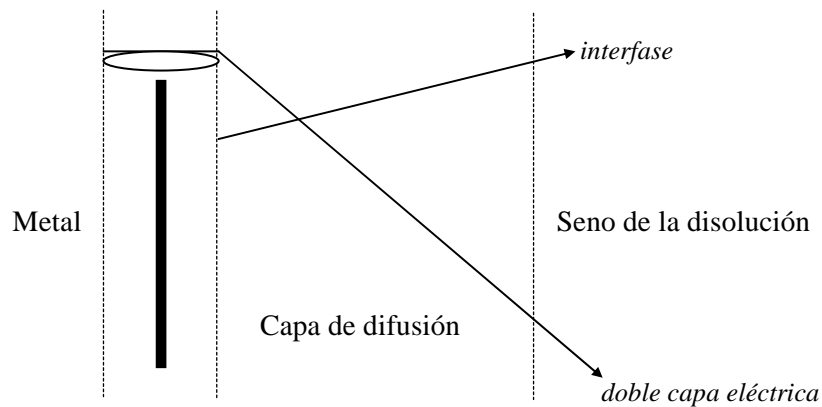 interfase
Metal
Seno de la disolución
Capa de difusión
doble capa eléctrica